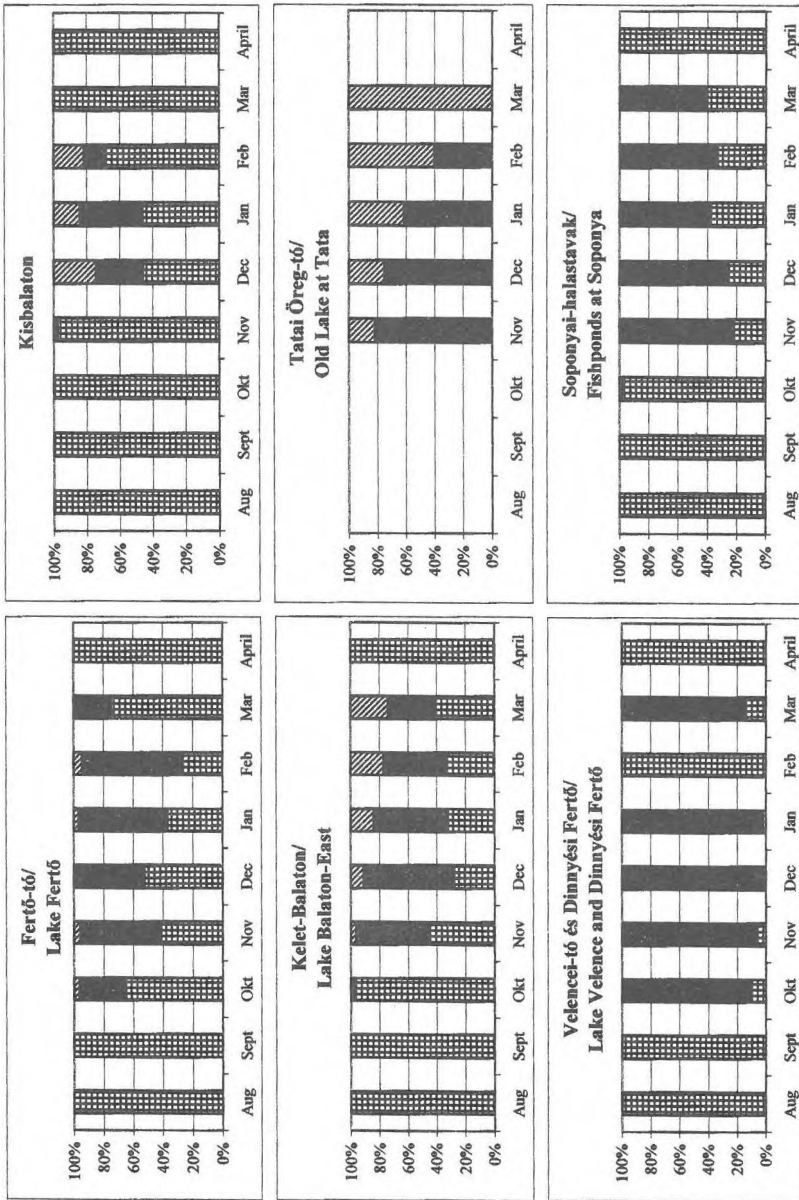 Fertő-tó/
Lake Fertő
100%
80%
60%
40%
20%
0%
Aug Sept Okt Nov Dec Jan Feb Mar April
Kisbalaton
100%
80%
60%
40%
20%
0%
Aug Sept Okt Nov Dec Jan Feb Mar April
Kelet-Balaton/
Lake Balaton-East
100%
80%
60%
40%
20%
0%
Aug Sept Okt Nov Dec Jan Feb Mar April
Tatai Öreg-tó/
Old Lake at Tata
100%
80%
60%
40%
20%
0%
Aug Sept Okt Nov Dec Jan Feb Mar April
Velencei-tó és Dinnyési Fertő/
Lake Velence and Dinnyési Fertő
100%
80%
60%
40%
20%
0%
Aug Sept Okt Nov Dec Jan Feb Mar April
Soponyai-halastavak/
Fishponds at Soponya
100%
80%
60%
40%
20%
0%
Aug Sept Okt Nov Dec Jan Feb Mar April